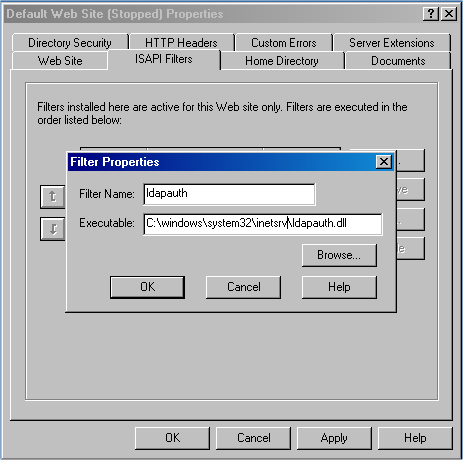 Default Web Site (Stopped) Properties
Directory Security
HTTP Headers
Custom Errors
Server Extensions
Web Site
ISAPI Filters
Home Directory
Documents
Filters installed here are active for this Web site only. Filters are executed in the
order listed below:
Filter Properties
Filter Name:
ldapauth
Executable:
C:\windows\system32\inetsrv\ldapauth.dll
Browse...
OK
Cancel
Help
OK
Cancel
Apply
Help